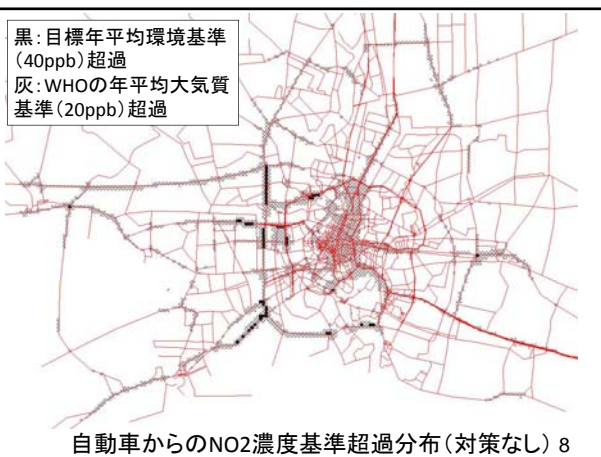 黒:目標年平均環境基準
(40ppb)超過
灰:WHOの年平均大気質
基準(20ppb)超過
自動車からのNO2濃度基準超過分布(対策なし) 8